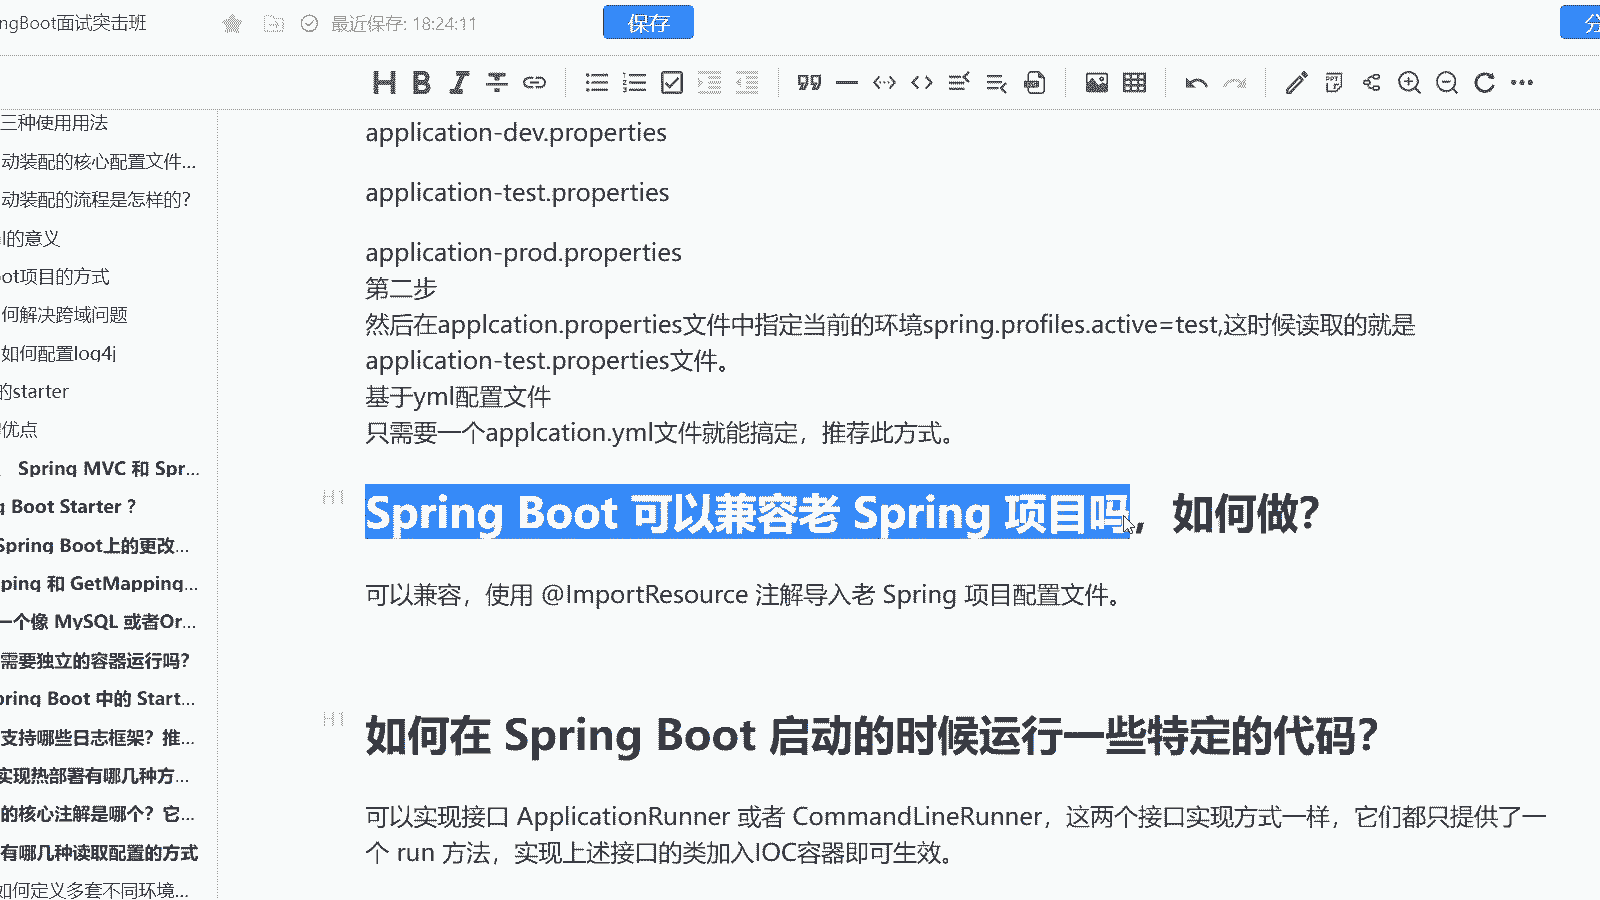 ngBoot面试突击班
最近保存: 18:24:11
保存
分
三种使用用法
动装配的核心配置文件...
动装配的流程是怎样的?
l的意义
oot项目的方式
何解决跨域问题
如何配置log4j
的starter
优点
Spring MVC 和 Spr...
g Boot Starter ?
Spring Boot上的更改...
ping 和 GetMapping...
一个像 MySQL 或者Or...
需要独立的容器运行吗?
pring Boot 中的 Start...
支持哪些日志框架? 推...
实现热部署有哪几种方...
的核心注解是哪个? 它...
有哪几种读取配置的方式
如何定义多套不同环境...
application-dev.properties
application-test.properties
application-prod.properties
第二步
然后在applcation.properties文件中指定当前的环境spring.profiles.active=test,这时候读取的就是
application-test.properties文件。
基于yml配置文件
只需要一个applcation.yml文件就能搞定，推荐此方式。
H1
Spring Boot 可以兼容老 Spring 项目吗，如何做?
可以兼容，使用 @ImportResource 注解导入老 Spring 项目配置文件。
H1
如何在 Spring Boot 启动的时候运行一些特定的代码?
可以实现接口 ApplicationRunner 或者 CommandLineRunner，这两个接口实现方式一样，它们都只提供了一
个 run 方法，实现上述接口的类加入IOC容器即可生效。